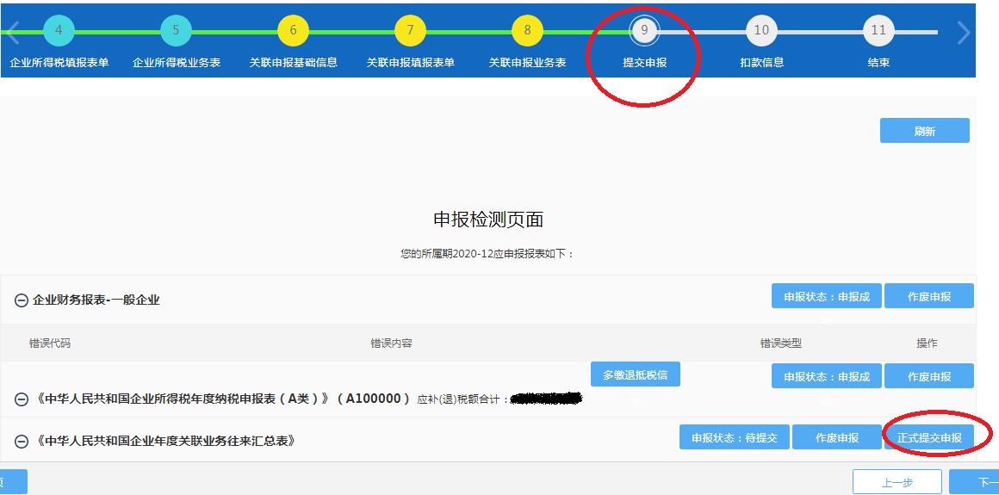 4 5 6 7 8 9 10 11
企业所得税填报表单 企业所得税业务表 关联申报基础信息 关联申报填报表单 关联申报业务表 提交申报 扣款信息 结束
刷新
申报检测页面
您的所属期2020-12应申报报表如下：
企业财务报表-一般企业 申报状态：申报成 作废申报
错误代码 错误内容 错误类型 操作
多缴退抵税信 申报状态：申报成 作废申报
《中华人民共和国企业所得税年度纳税申报表（A类）》（A100000） 应补(退)税额合计：
《中华人民共和国企业年度关联业务往来汇总表》 申报状态：待提交 作废申报 正式提交申报
页 上一步 下一